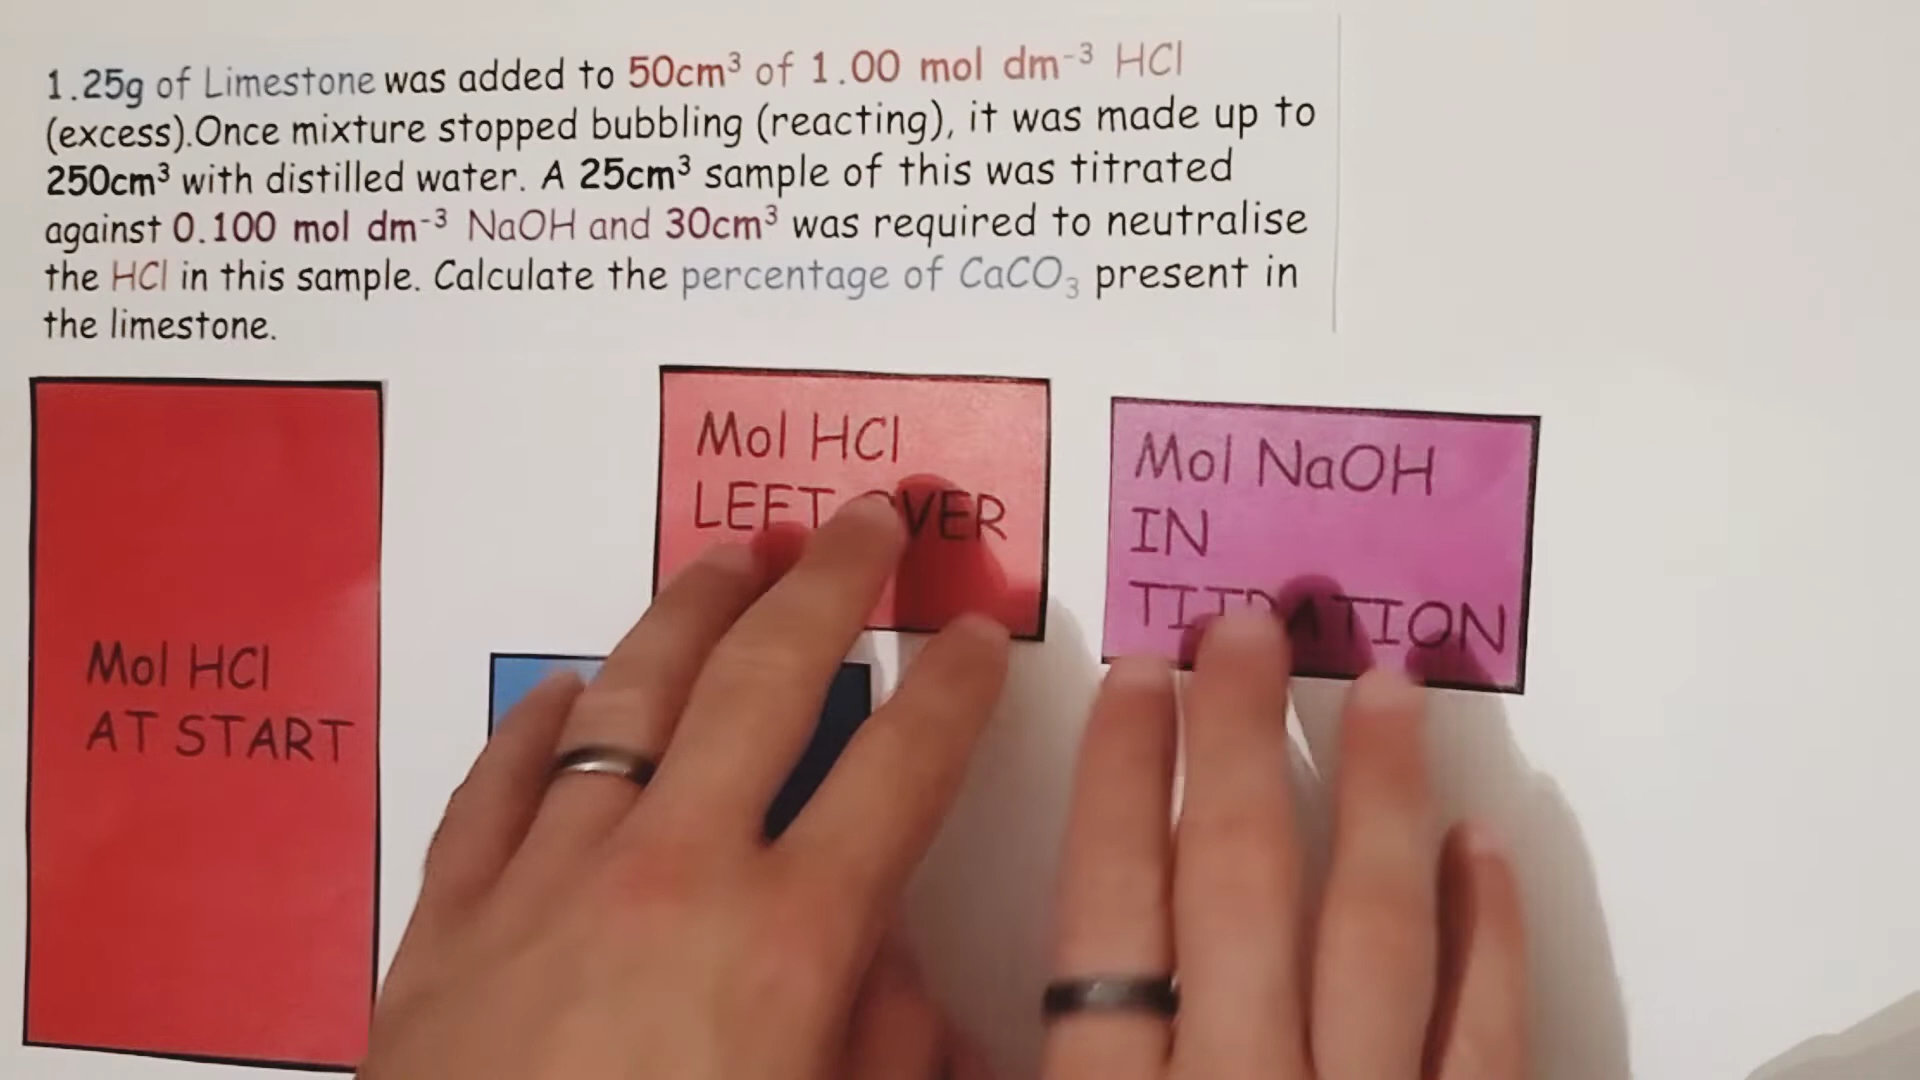 1.25g of Limestone was added to 50cm³ of 1.00 mol dm⁻³ HCl
(excess).Once mixture stopped bubbling (reacting), it was made up to
250cm³ with distilled water. A 25cm³ sample of this was titrated
against 0.100 mol dm⁻³ NaOH and 30cm³ was required to neutralise
the HCl in this sample. Calculate the percentage of CaCO₃ present in
the limestone.
Mol HCl
AT START
Mol HCl
LEFT OVER
Mol NaOH
IN
TITRATION